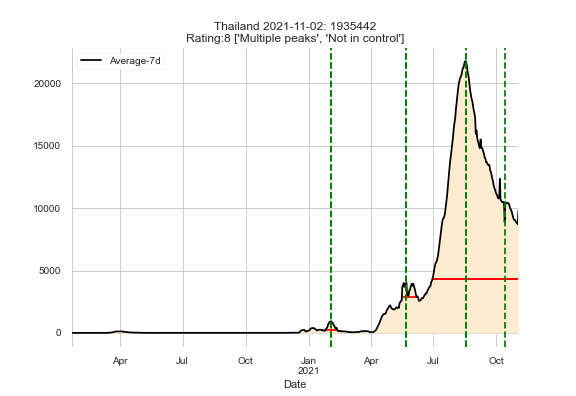 Thailand 2021-11-02: 1935442
Rating:8 ['Multiple peaks', 'Not in control']
Average-7d
20000
15000
10000
5000
0
Apr Jul Oct Jan Apr Jul Oct
2021
Date